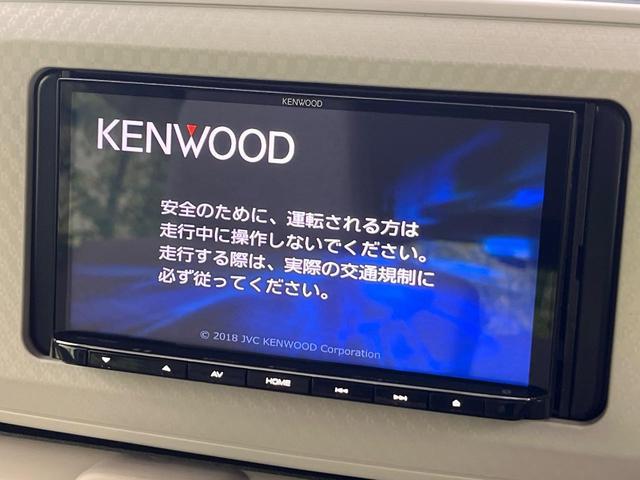 KENWOOD
KENWOOD
安全のために、運転される方は
走行中に操作しないでください。
走行する際は、実際の交通規制に
必ず従ってください。
© 2018 JVC KENWOOD Corporation
AV
HOME